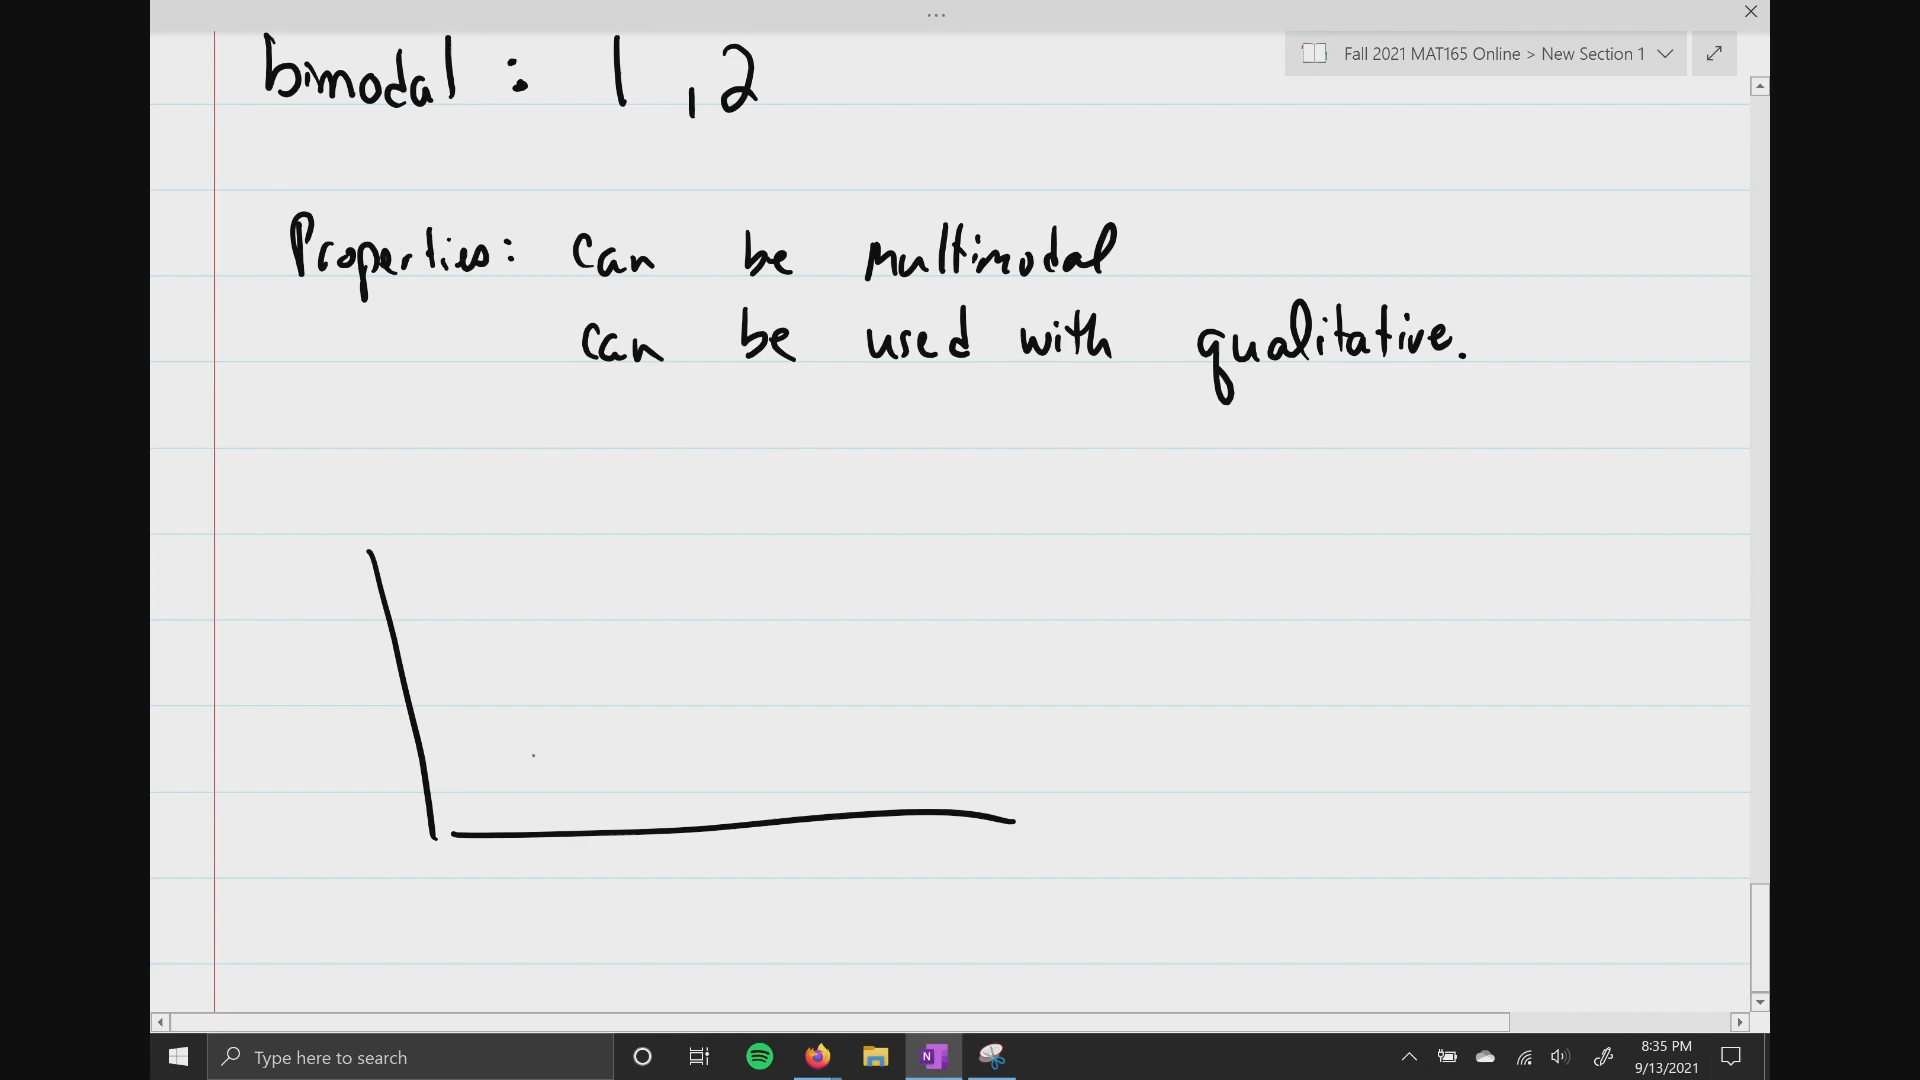 Fall 2021 MAT165 Online > New Section 1
bimodal : 1 , 2
Properties: can be multimodal
can be used with qualitative.
Type here to search
N
8:35 PM
9/13/2021